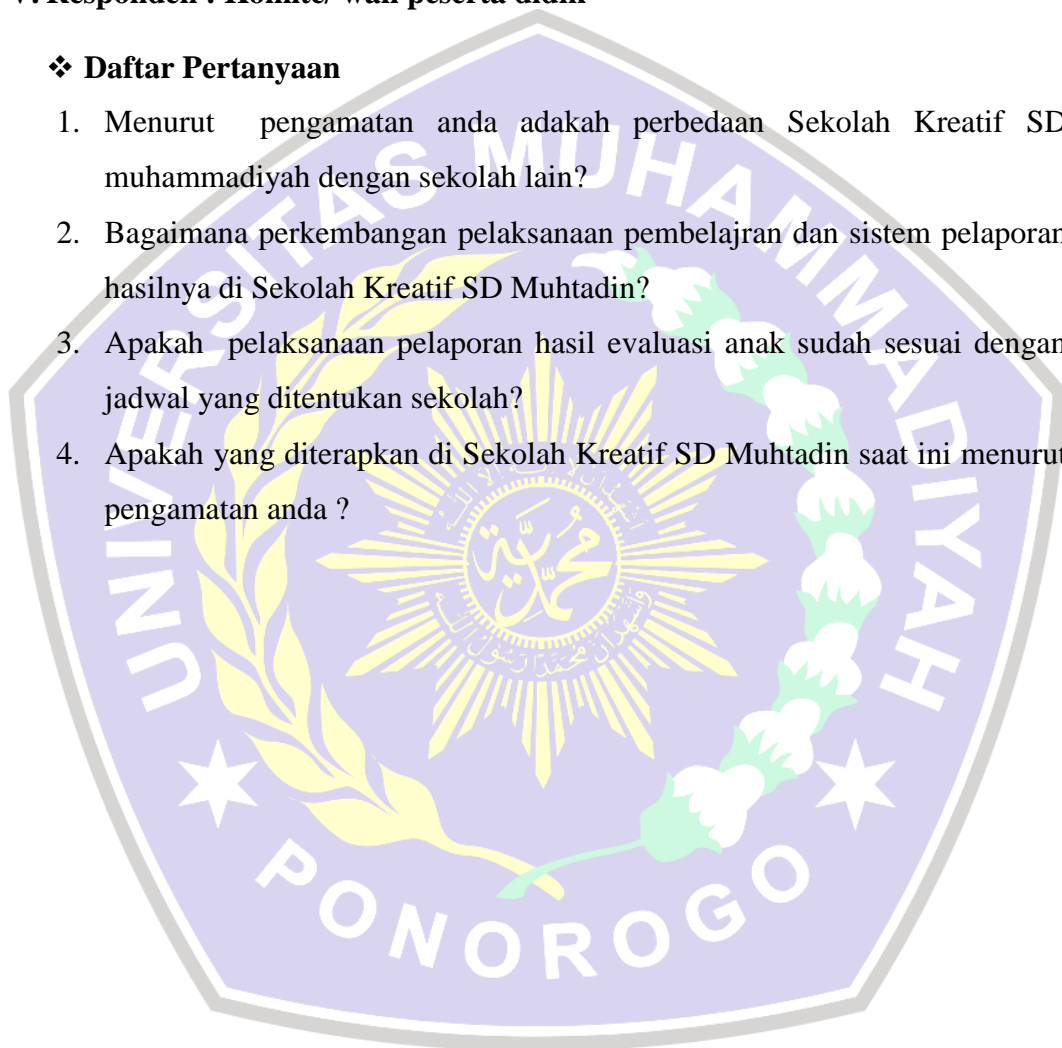 V. Responden : Komite/ wali peserta didik
❖ Daftar Pertanyaan
1. Menurut pengamatan anda adakah perbedaan Sekolah Kreatif SD
muhammadiyah dengan sekolah lain?
2. Bagaimana perkembangan pelaksanaan pembelajran dan sistem pelaporan
hasilnya di Sekolah Kreatif SD Muhtadin?
3. Apakah pelaksanaan pelaporan hasil evaluasi anak sudah sesuai dengan
jadwal yang ditentukan sekolah?
4. Apakah yang diterapkan di Sekolah Kreatif SD Muhtadin saat ini menurut
pengamatan anda ?
UNIVERSITAS MUHAMMADIYAH
PONOROGO
محمدية